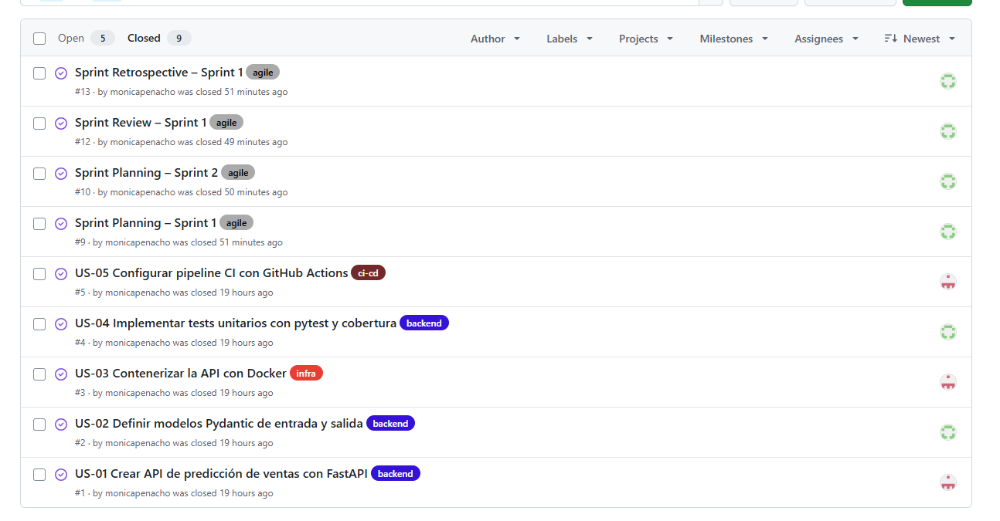 Open 5 Closed 9 Author Labels Projects Milestones Assignees Newest
Sprint Retrospective – Sprint 1 agile
#13 · by monicapenacho was closed 51 minutes ago
Sprint Review – Sprint 1 agile
#12 · by monicapenacho was closed 49 minutes ago
Sprint Planning – Sprint 2 agile
#10 · by monicapenacho was closed 50 minutes ago
Sprint Planning – Sprint 1 agile
#9 · by monicapenacho was closed 51 minutes ago
US-05 Configurar pipeline CI con GitHub Actions ci-cd
#5 · by monicapenacho was closed 19 hours ago
US-04 Implementar tests unitarios con pytest y cobertura backend
#4 · by monicapenacho was closed 19 hours ago
US-03 Contenerizar la API con Docker infra
#3 · by monicapenacho was closed 19 hours ago
US-02 Definir modelos Pydantic de entrada y salida backend
#2 · by monicapenacho was closed 19 hours ago
US-01 Crear API de predicción de ventas con FastAPI backend
#1 · by monicapenacho was closed 19 hours ago